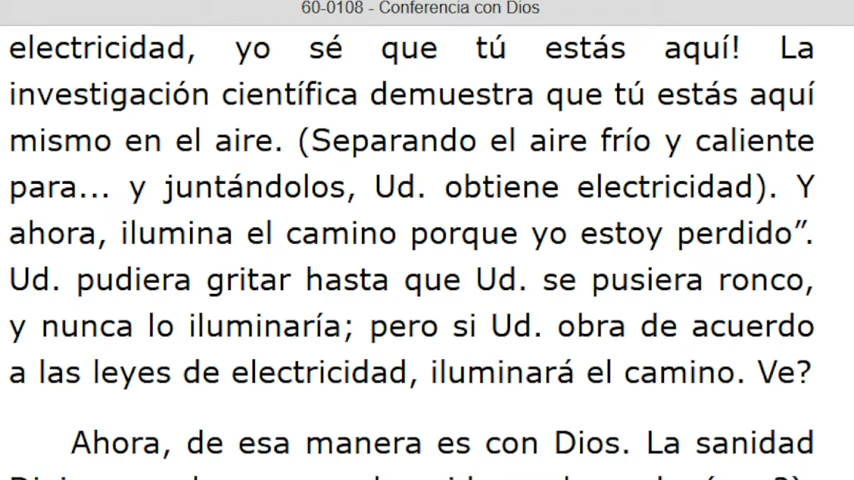 60-0108 - Conferencia con Dios
electricidad, yo sé que tú estás aquí! La
investigación científica demuestra que tú estás aquí
mismo en el aire. (Separando el aire frío y caliente
para... y juntándolos, Ud. obtiene electricidad). Y
ahora, ilumina el camino porque yo estoy perdido”.
Ud. pudiera gritar hasta que Ud. se pusiera ronco,
y nunca lo iluminaría; pero si Ud. obra de acuerdo
a las leyes de electricidad, iluminará el camino. Ve?
Ahora, de esa manera es con Dios. La sanidad